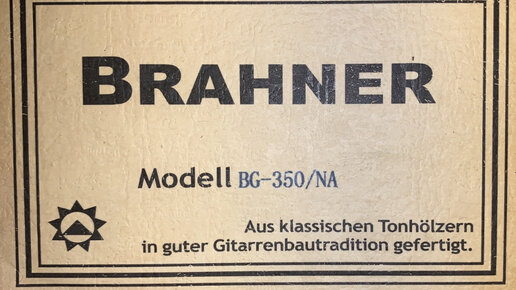 BRAHNER
Modell BG-350/NA
Aus klassischen Tonhölzern
in guter Gitarrenbautradition gefertigt.